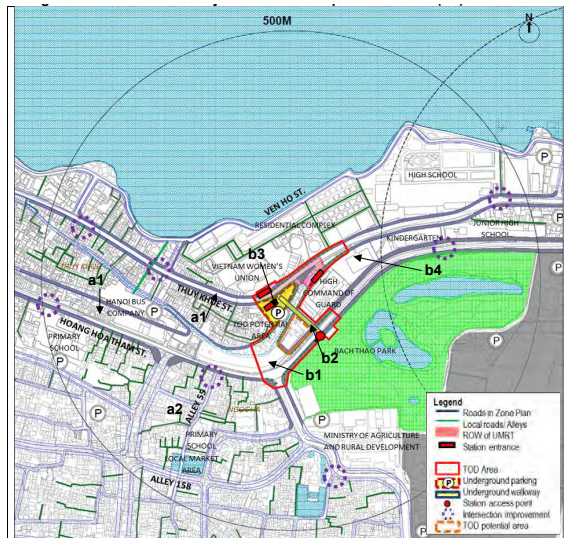 500M
N
HIGH SCHOOL
P
VEN HO ST.
RESIDENTIAL COMPLEX
JUNIOR HIGH
SCHOOL
P
KINDERGARTEN
b3
VIETNAM WOMEN'S
UNION
b4
a1
THUY KHUE ST.
HIGH
COMMAND OF
GUARD
HANOI BUS
COMPANY
a1
P
P
TOD POTENTIAL
AREA
PRIMARY
SCHOOL
HOANG HOA THAM ST.
b2
BACH THAO PARK
P
b1
a2
ALLEY 55
P
P
PRIMARY
SCHOOL
LOCAL MARKET
AREA
MINISTRY OF AGRICULTURE
AND RURAL DEVELOPMENT
ALLEY 158
P
P
Legend
Roads in Zone Plan
Local roads/ Alleys
ROW of UMRT
Station entrance
TOD Area
Underground parking
P
Underground walkway
Station access point
Intersection improvement
TOD potential area